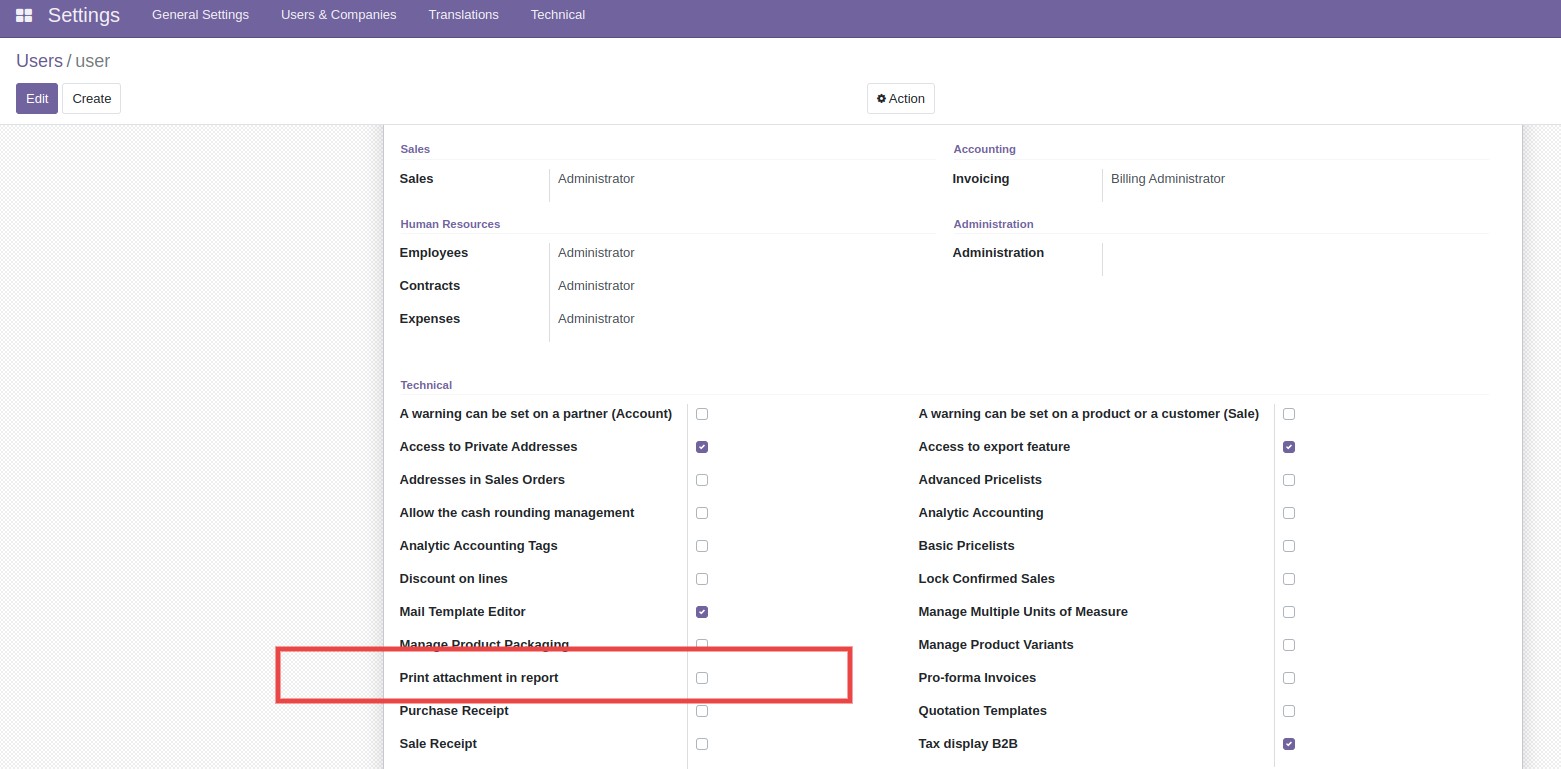 Settings General Settings Users & Companies Translations Technical
Users / user
Edit Create Action
Sales Accounting
Sales Administrator Invoicing Billing Administrator
Human Resources Administration
Employees Administrator Administration
Contracts Administrator
Expenses Administrator
Technical
A warning can be set on a partner (Account) A warning can be set on a product or a customer (Sale)
Access to Private Addresses Access to export feature
Addresses in Sales Orders Advanced Pricelists
Allow the cash rounding management Analytic Accounting
Analytic Accounting Tags Basic Pricelists
Discount on lines Lock Confirmed Sales
Mail Template Editor Manage Multiple Units of Measure
Manage Product Packaging Manage Product Variants
Print attachment in report Pro-forma Invoices
Purchase Receipt Quotation Templates
Sale Receipt Tax display B2B